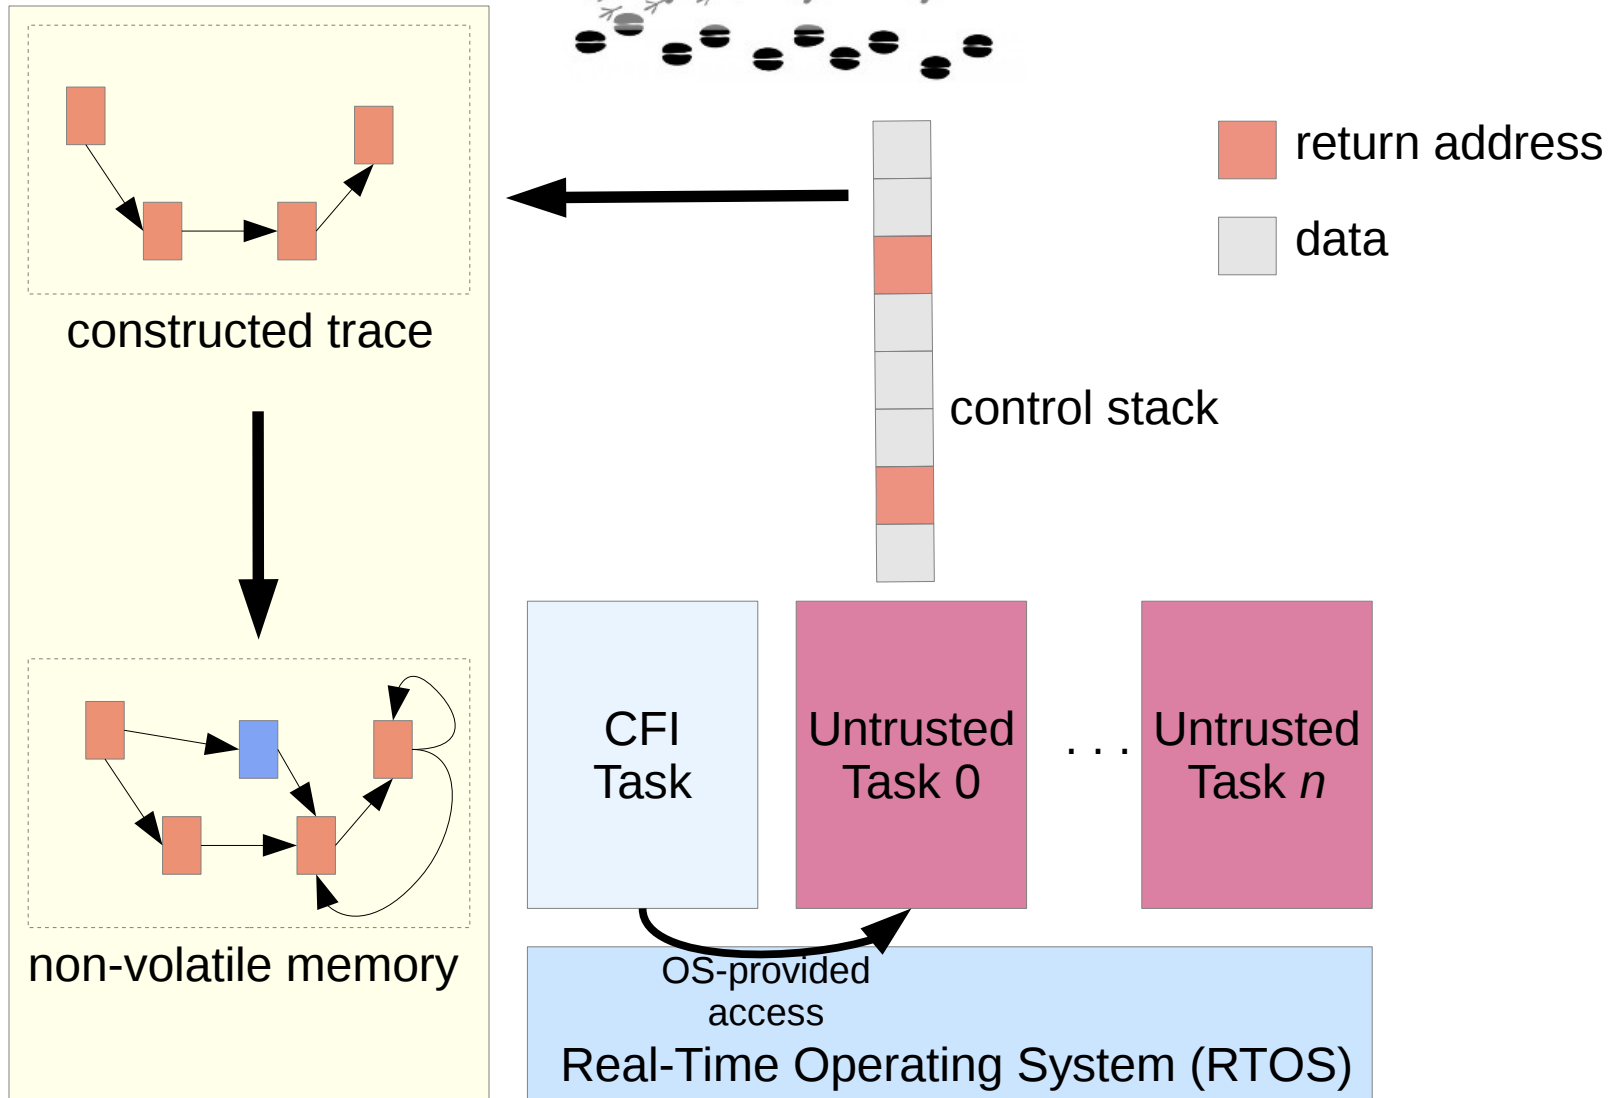 return address
data
constructed trace
control stack
CFI
Task
Untrusted
Task 0
. . .
Untrusted
Task n
non-volatile memory
OS-provided
access
Real-Time Operating System (RTOS)